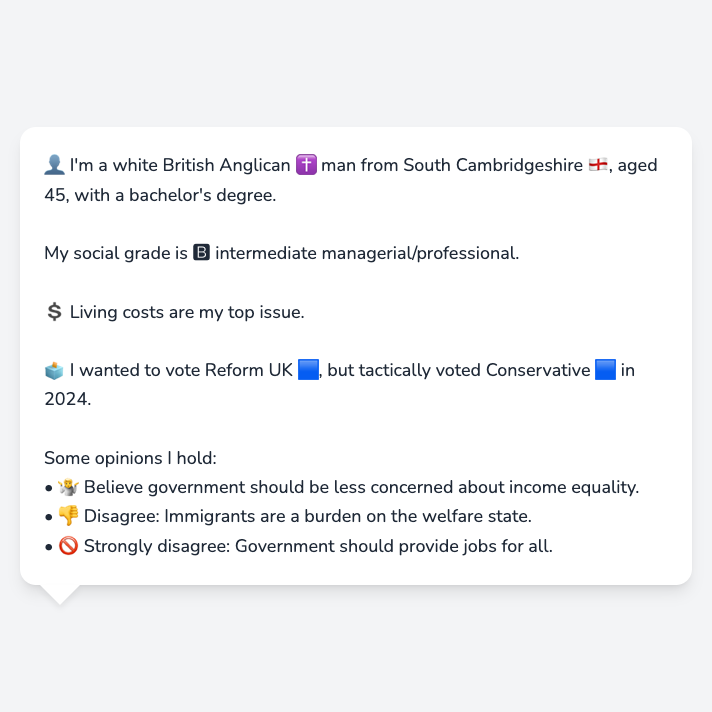 👤 I'm a white British Anglican ✝️ man from South Cambridgeshire 🏴󠁧󠁢󠁥󠁮󠁧󠁿, aged
45, with a bachelor's degree.
My social grade is 🅱 intermediate managerial/professional.
💲 Living costs are my top issue.
🗳️ I wanted to vote Reform UK 🟦, but tactically voted Conservative 🟦 in
2024.
Some opinions I hold:
• 🤷 Believe government should be less concerned about income equality.
• 👎 Disagree: Immigrants are a burden on the welfare state.
• 🚫 Strongly disagree: Government should provide jobs for all.